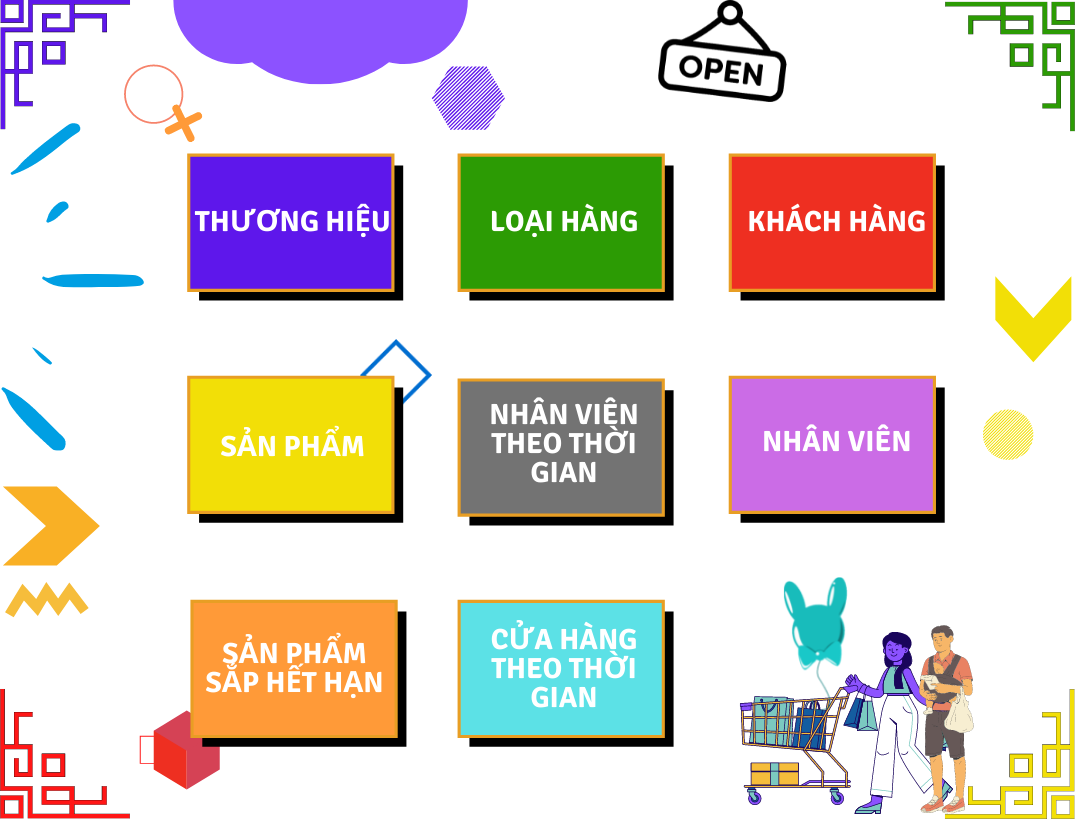 OPEN
THƯƠNG HIỆU
LOẠI HÀNG
KHÁCH HÀNG
SẢN PHẨM
NHÂN VIÊN
THEO THỜI
GIAN
NHÂN VIÊN
SẢN PHẨM
SẮP HẾT HẠN
CỬA HÀNG
THEO THỜI
GIAN